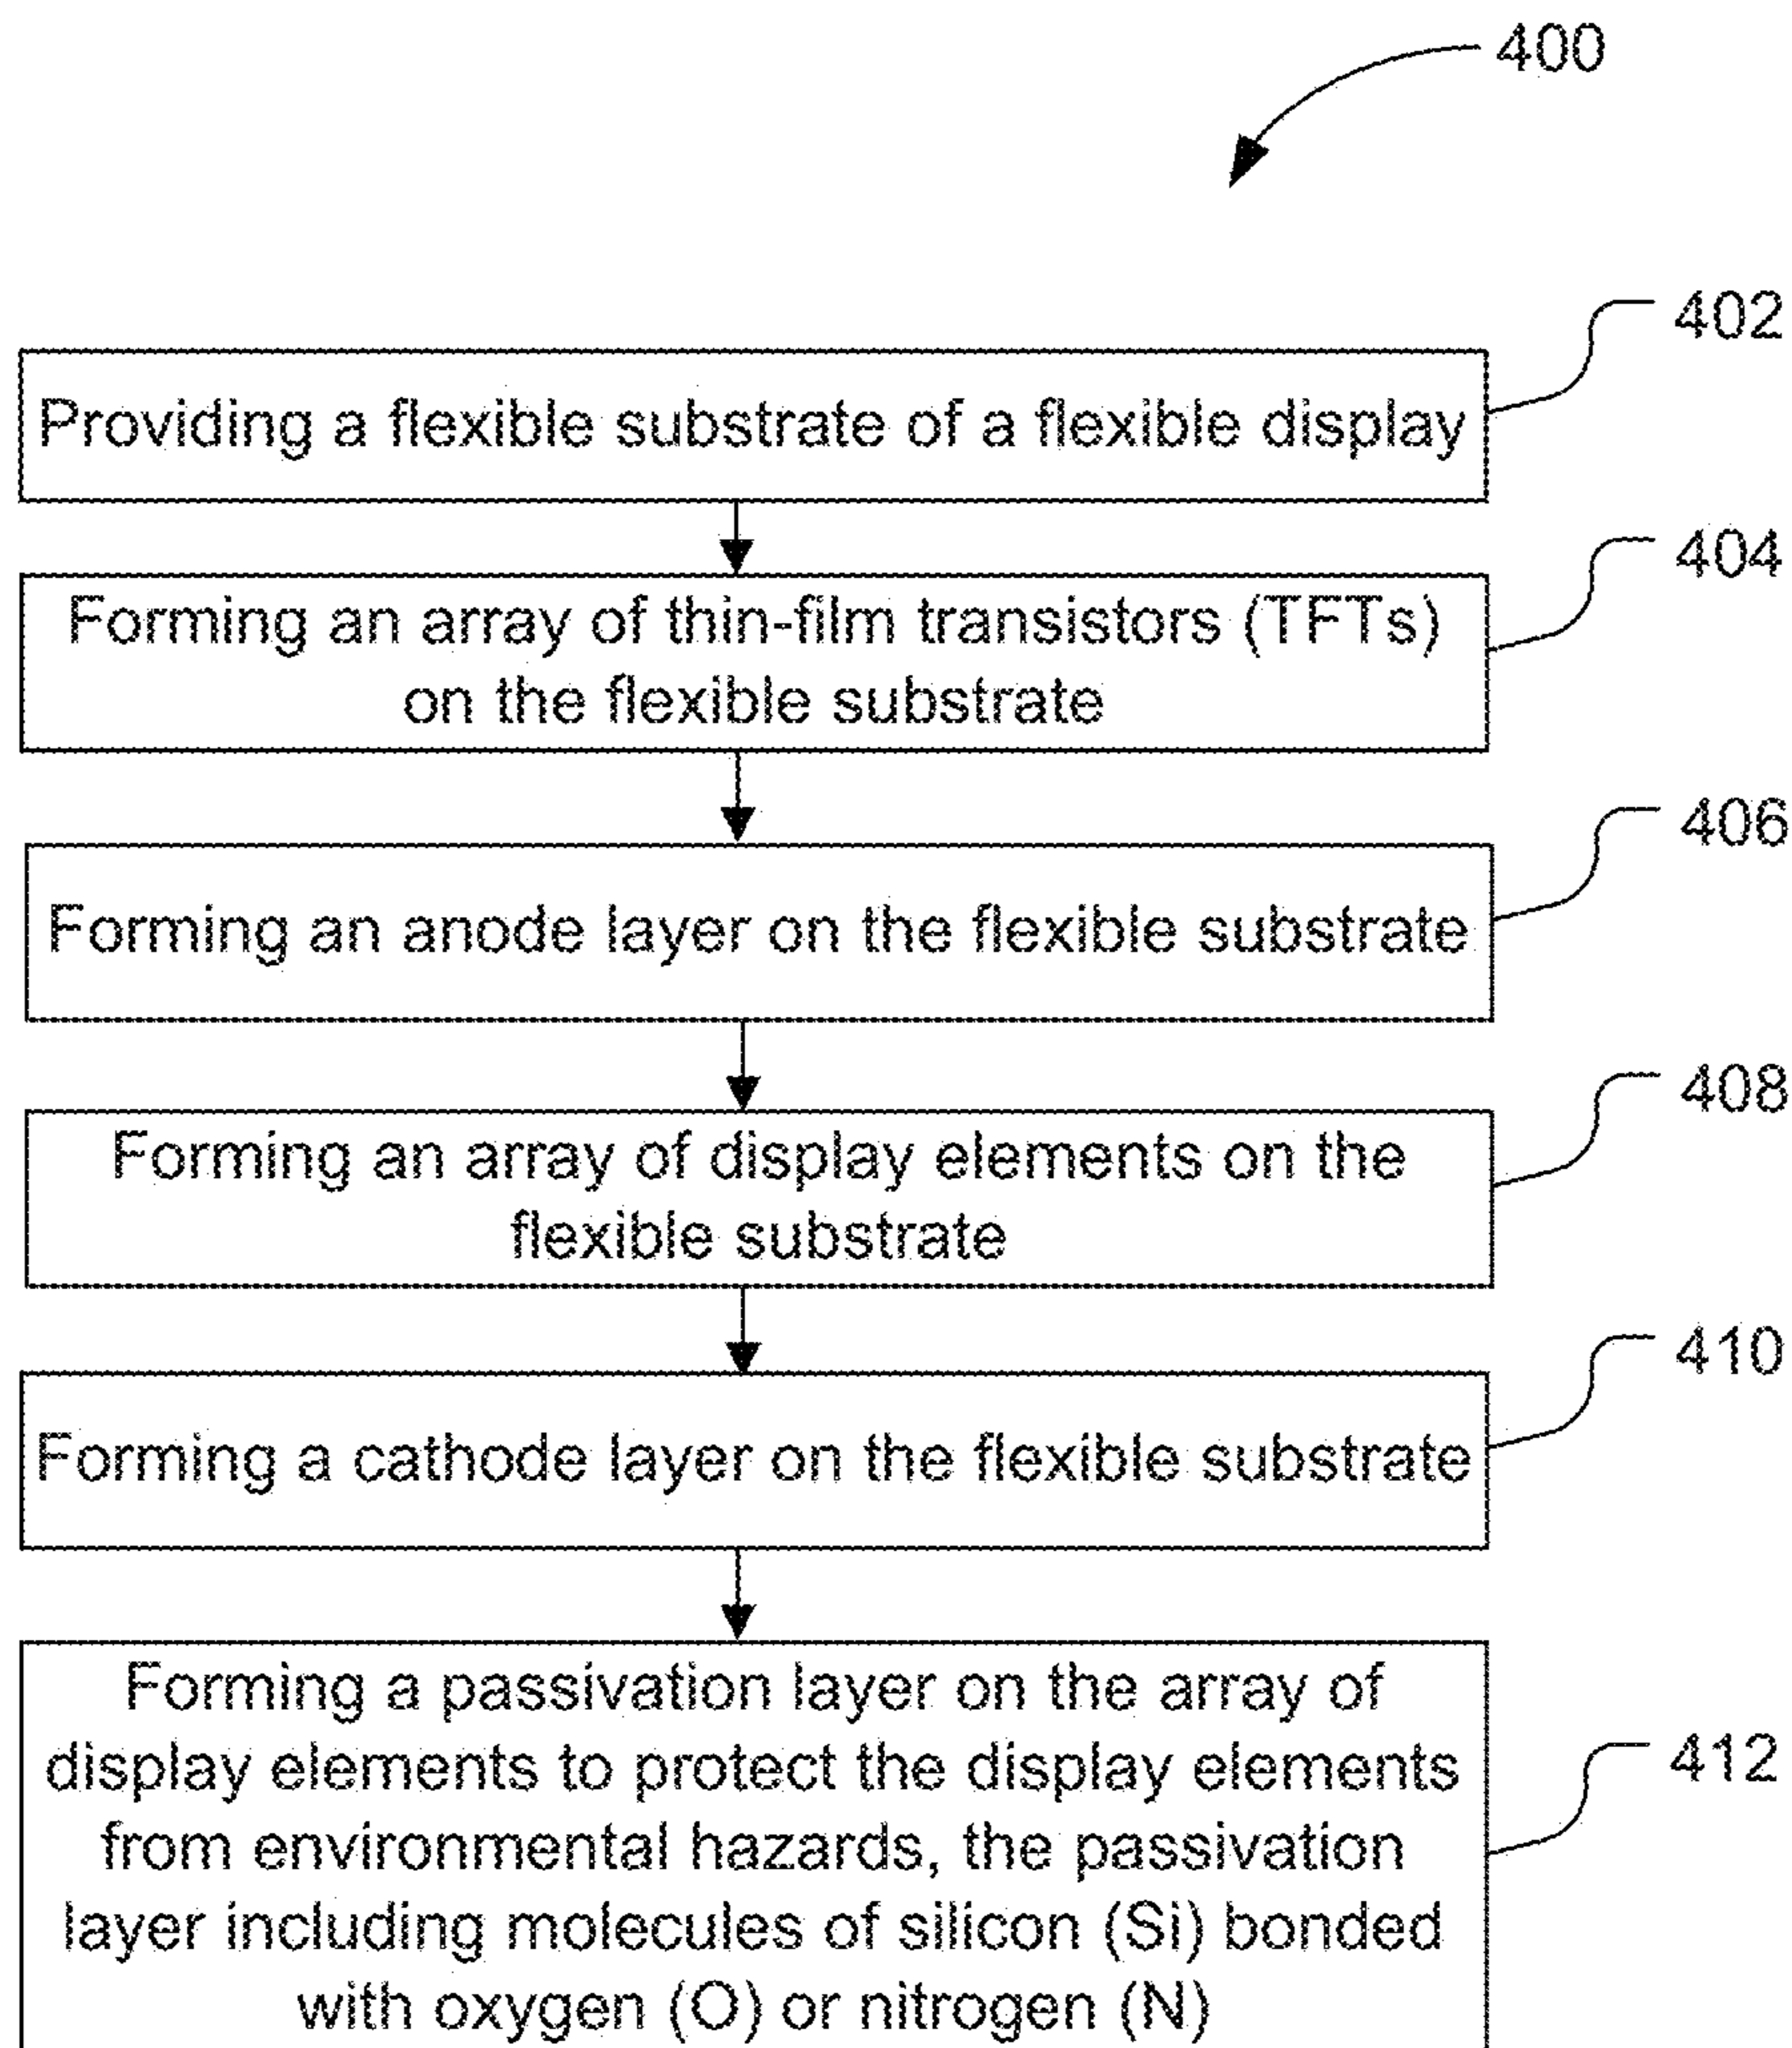 400
402
Providing a flexible substrate of a flexible display
404
Forming an array of thin-film transistors (TFTs)
on the flexible substrate
406
Forming an anode layer on the flexible substrate
408
Forming an array of display elements on the
flexible substrate
410
Forming a cathode layer on the flexible substrate
Forming a passivation layer on the array of
412
display elements to protect the display elements
from environmental hazards, the passivation
layer including molecules of silicon (Si) bonded
with oxygen (O) or nitrogen (N)